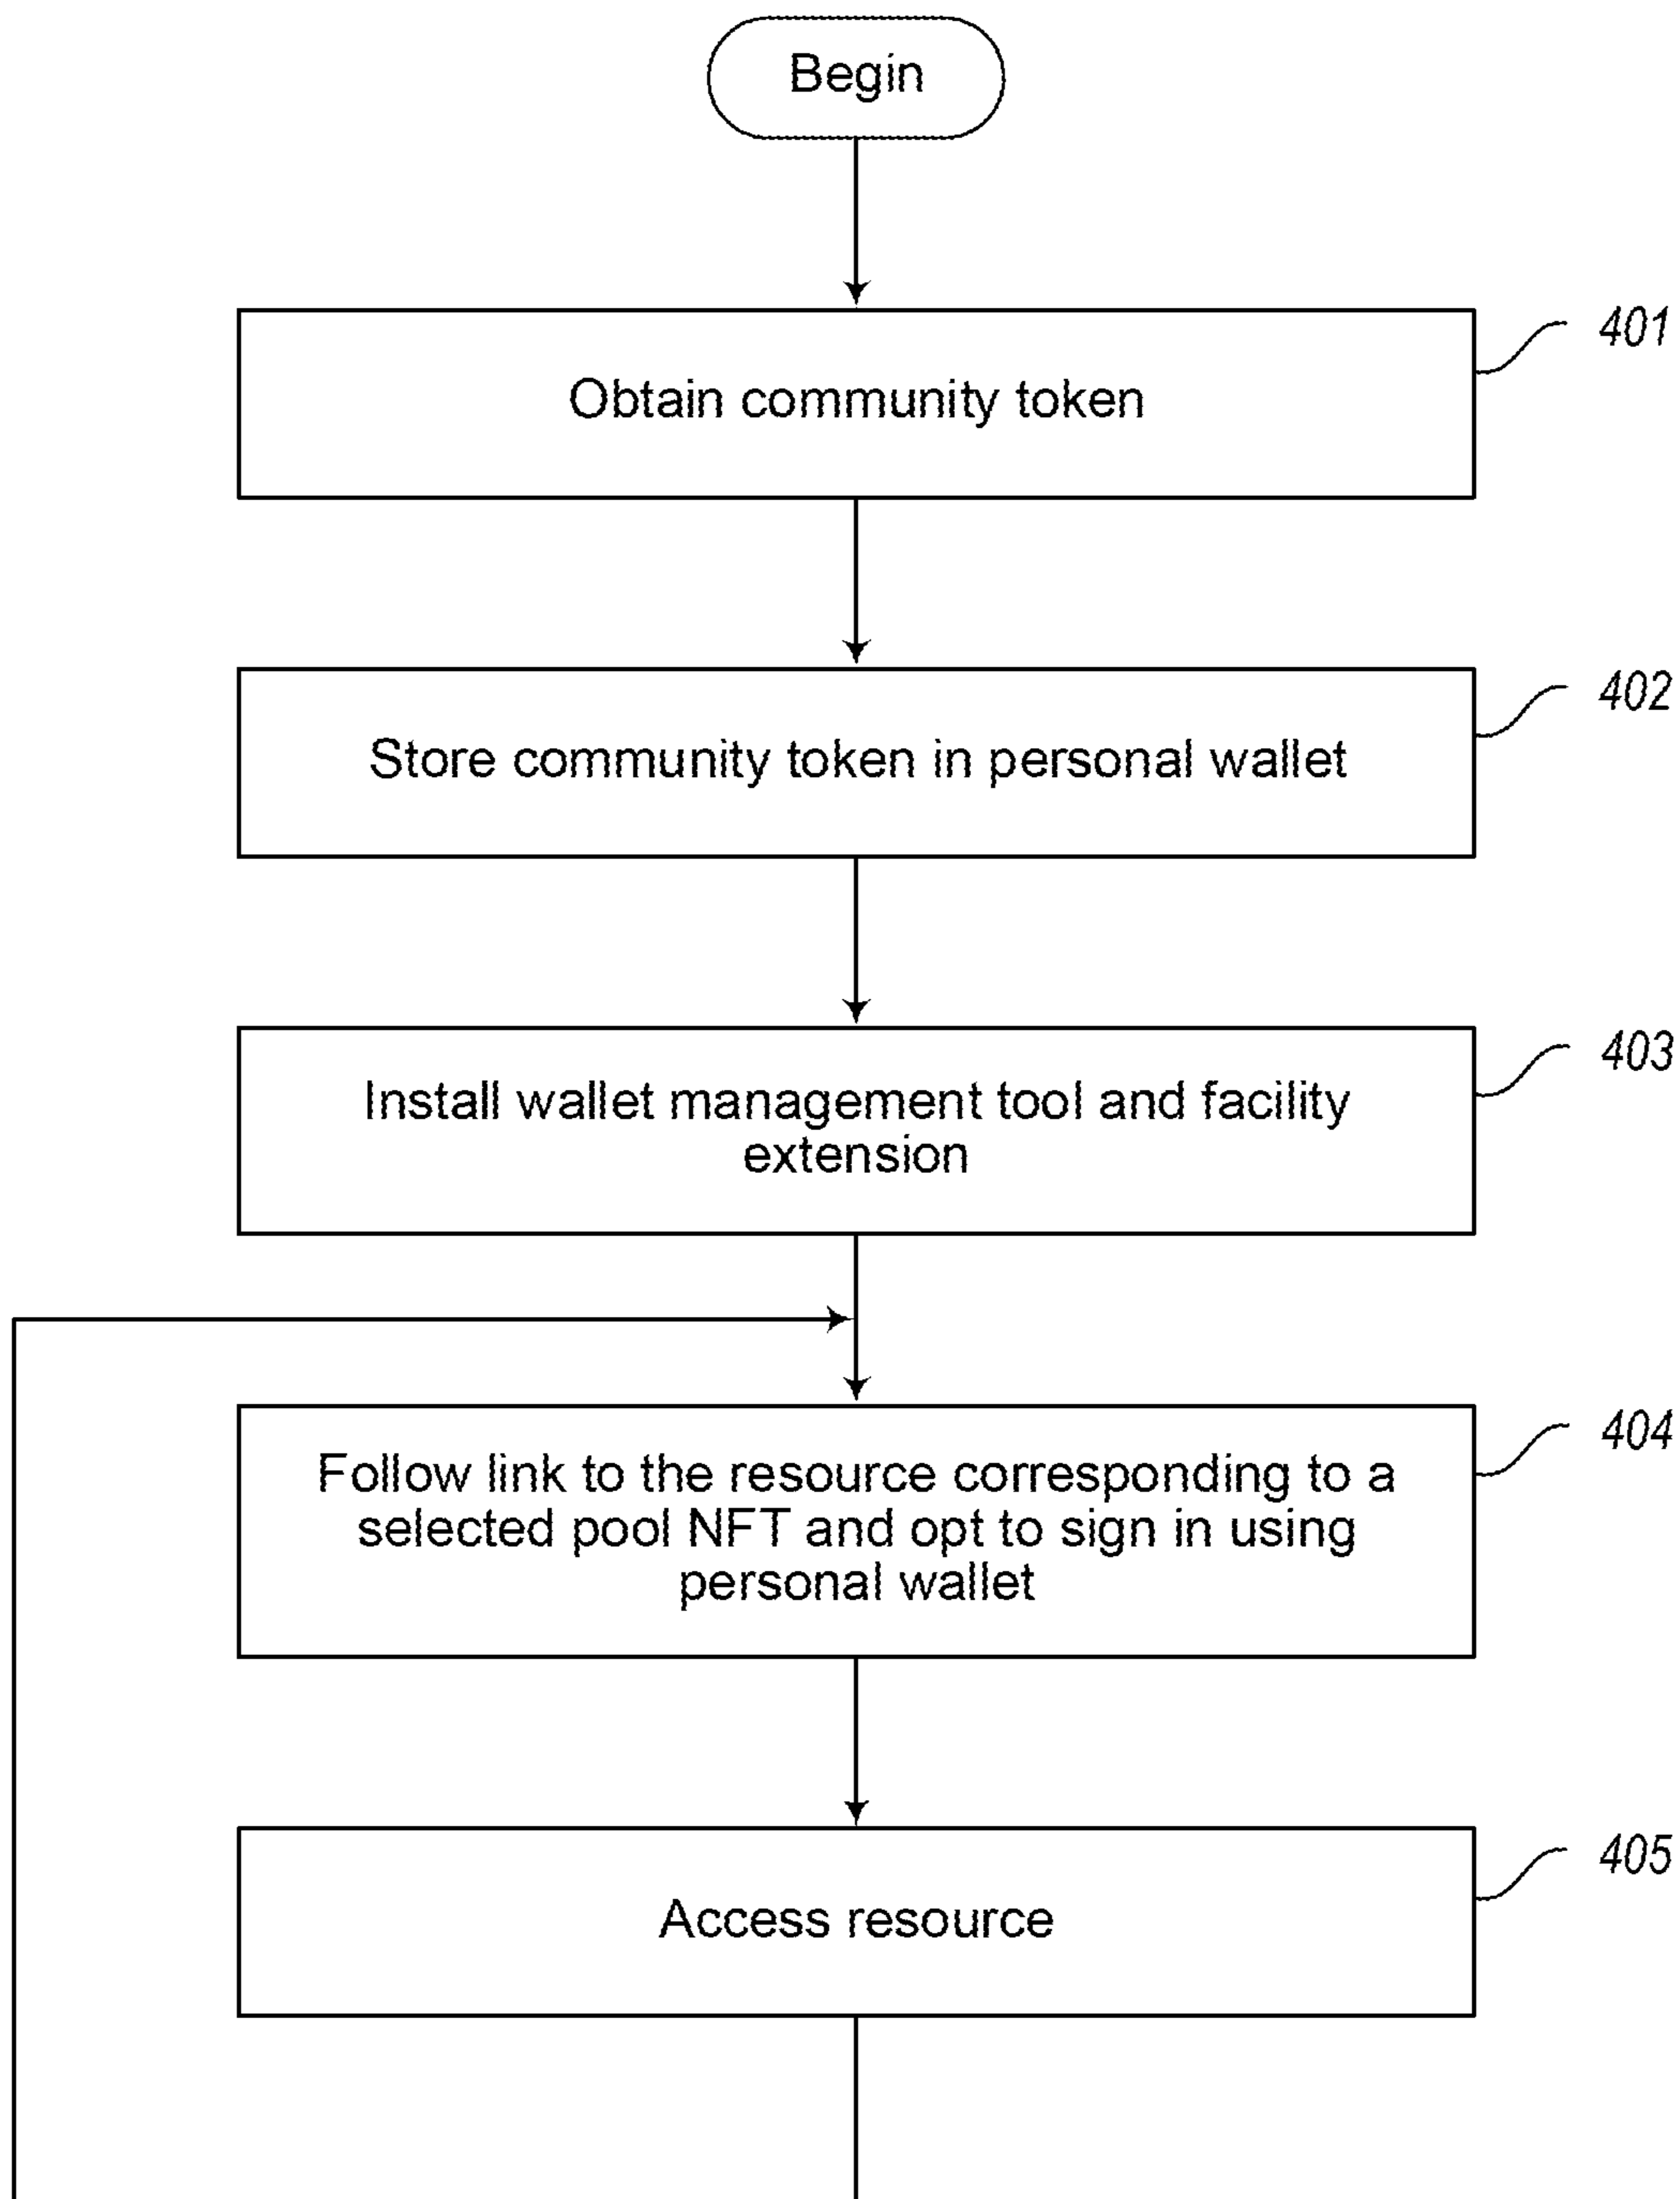 Begin
Obtain community token
401
Store community token in personal wallet
402
Install wallet management tool and facility
extension
403
Follow link to the resource corresponding to a
selected pool NFT and opt to sign in using
personal wallet
404
Access resource
405